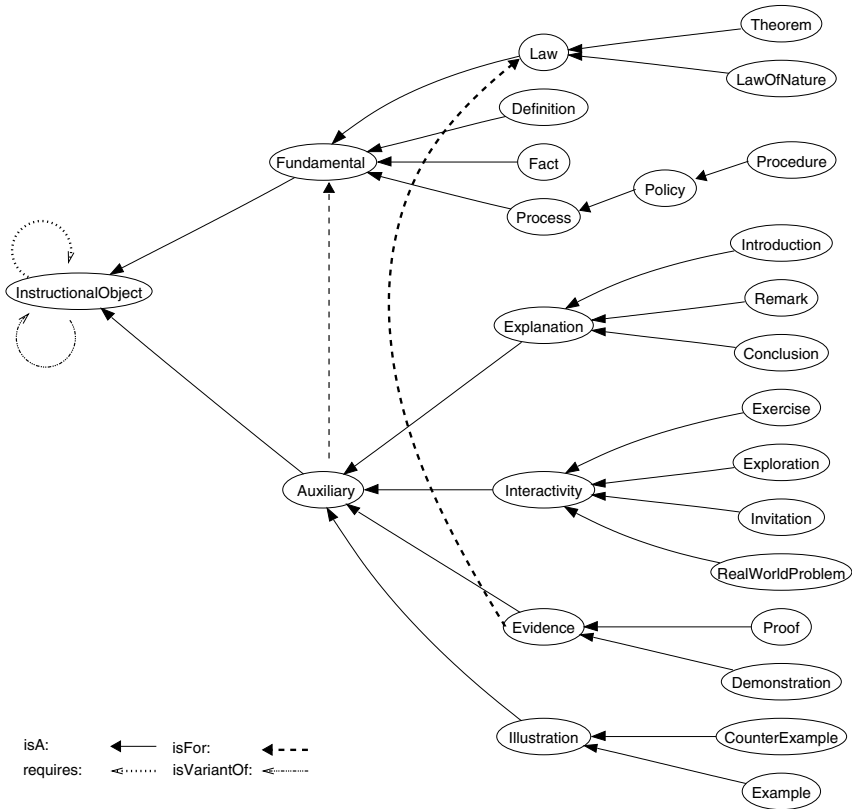 Theorem
Law
LawOfNature
Definition
Fundamental
Fact
Procedure
Policy
Process
Introduction
InstructionalObject
Remark
Explanation
Conclusion
Exercise
Exploration
Auxiliary
Interactivity
Invitation
RealWorldProblem
Evidence
Proof
Demonstration
Illustration
CounterExample
Example
isA:
isFor:
requires:
isVariantOf: